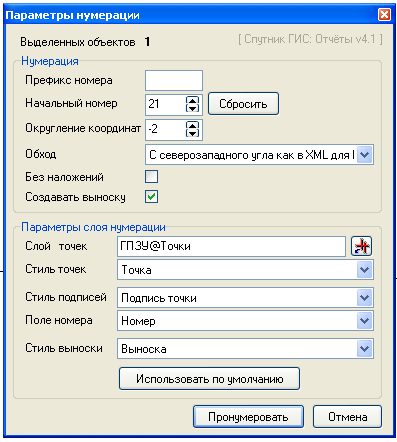 Параметры нумерации
Выделенных объектов 1 [ Спутник ГИС: Отчёты v4.1 ]
Нумерация
Префикс номера
Начальный номер 21 Сбросить
Округление координат -2
Обход С северозападного угла как в XML для
Без наложений
Создавать выноску
Параметры слоя нумерации
Слой точек ГПЗУ@Точки
Стиль точек Точка
Стиль подписей Подпись точки
Поле номера Номер
Стиль выноски Выноска
Использовать по умолчанию
Пронумеровать Отмена